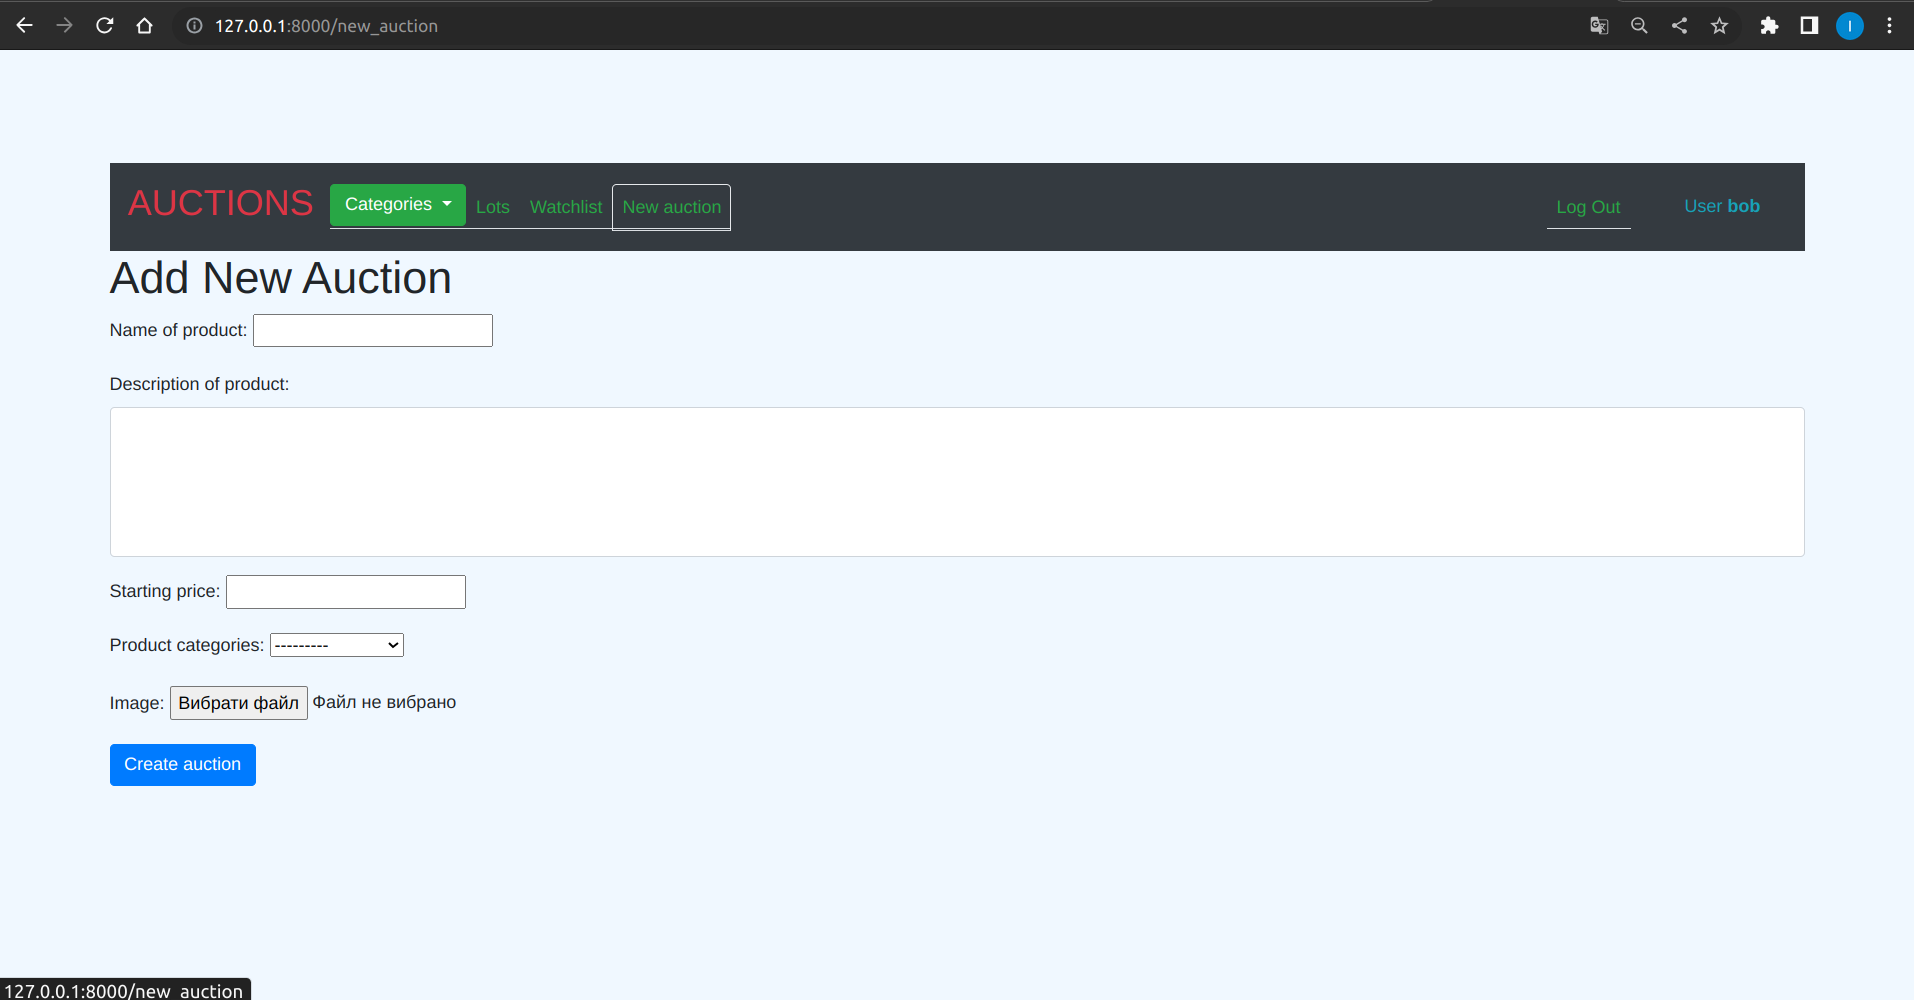 127.0.0.1:8000/new_auction
I
AUCTIONS Categories Lots Watchlist New auction Log Out User bob
Add New Auction
Name of product:
Description of product:
Starting price:
Product categories: ---------
Image: Вибрати файл Файл не вибрано
Create auction
127.0.0.1:8000/new_auction